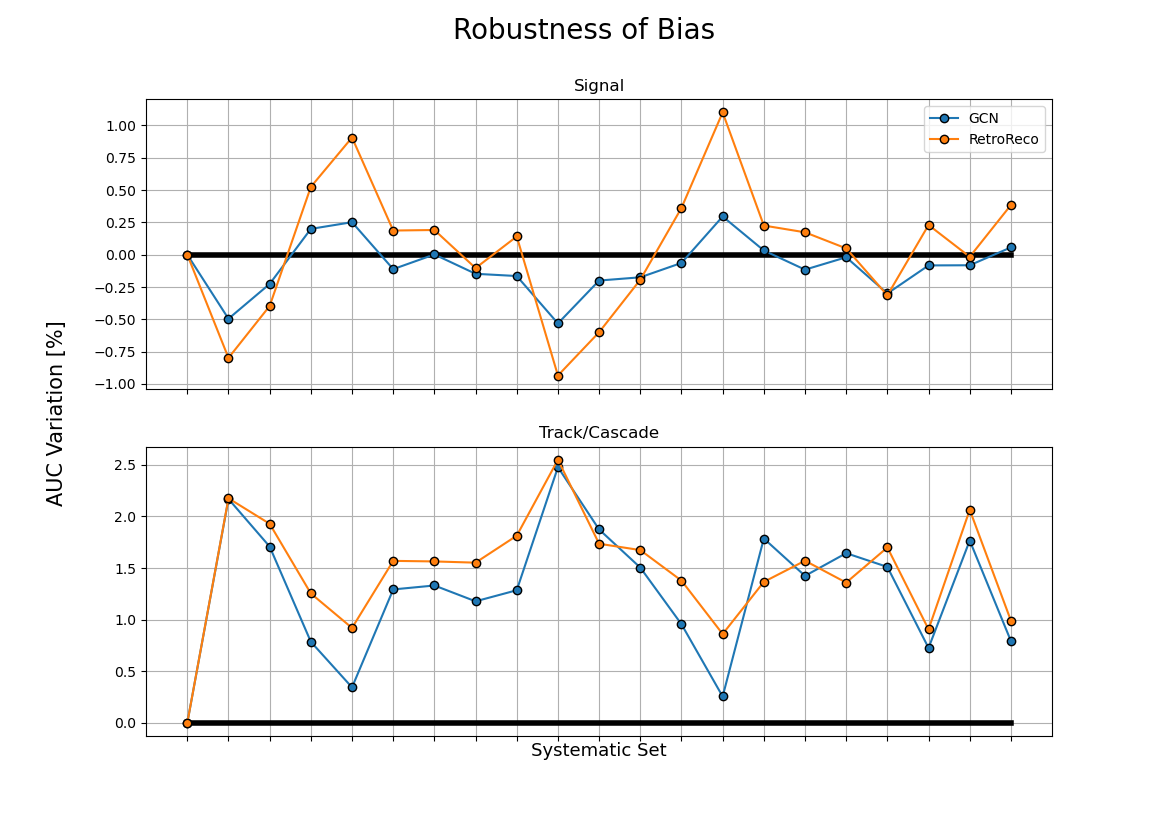 Robustness of Bias
Signal
GCN
RetroReco
1.00
0.75
0.50
0.25
0.00
−0.25
−0.50
−0.75
−1.00
AUC Variation [%]
Track/Cascade
2.5
2.0
1.5
1.0
0.5
0.0
Systematic Set